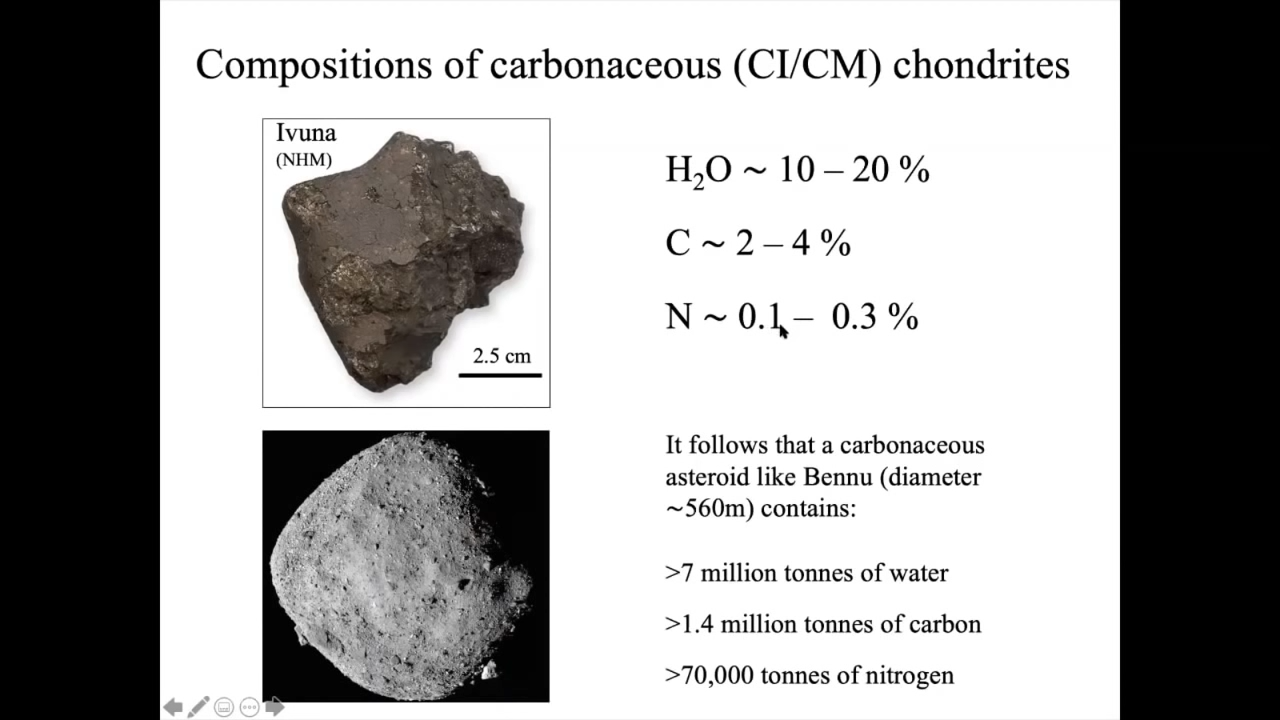 Compositions of carbonaceous (CI/CM) chondrites
Ivuna
(NHM)
2.5 cm
H₂O ~ 10 – 20 %
C ~ 2 – 4 %
N ~ 0.1 – 0.3 %
It follows that a carbonaceous
asteroid like Bennu (diameter
~560m) contains:
>7 million tonnes of water
>1.4 million tonnes of carbon
>70,000 tonnes of nitrogen